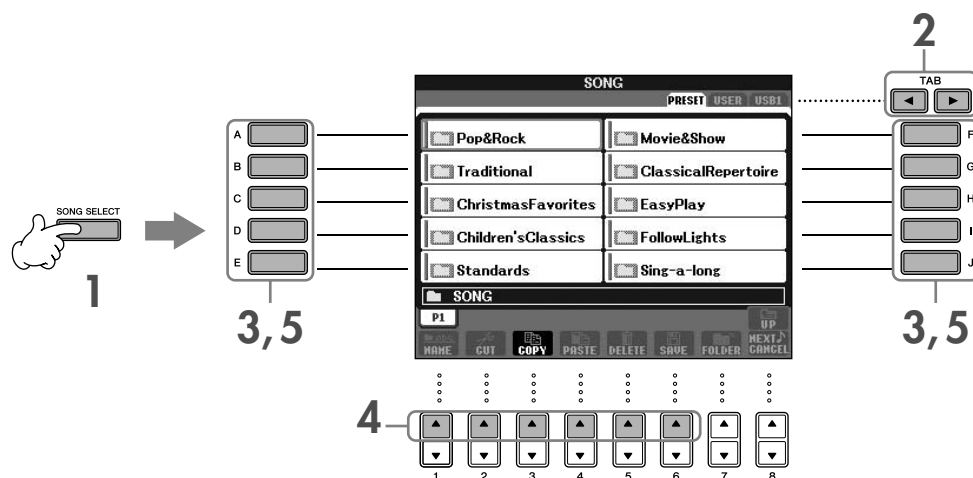 2
TAB
SONG
PRESET USER USB1
A Pop&Rock Movie&Show F
B Traditional ClassicalRepertoire G
C ChristmasFavorites EasyPlay H
D Children'sClassics FollowLights I
E Standards Sing-a-long J
SONG SELECT
1
SONG
P1
UP
NAME CUT COPY PASTE DELETE SAVE FOLDER NEXT♪ CANCEL
3,5
3,5
4
1 2 3 4 5 6 7 8